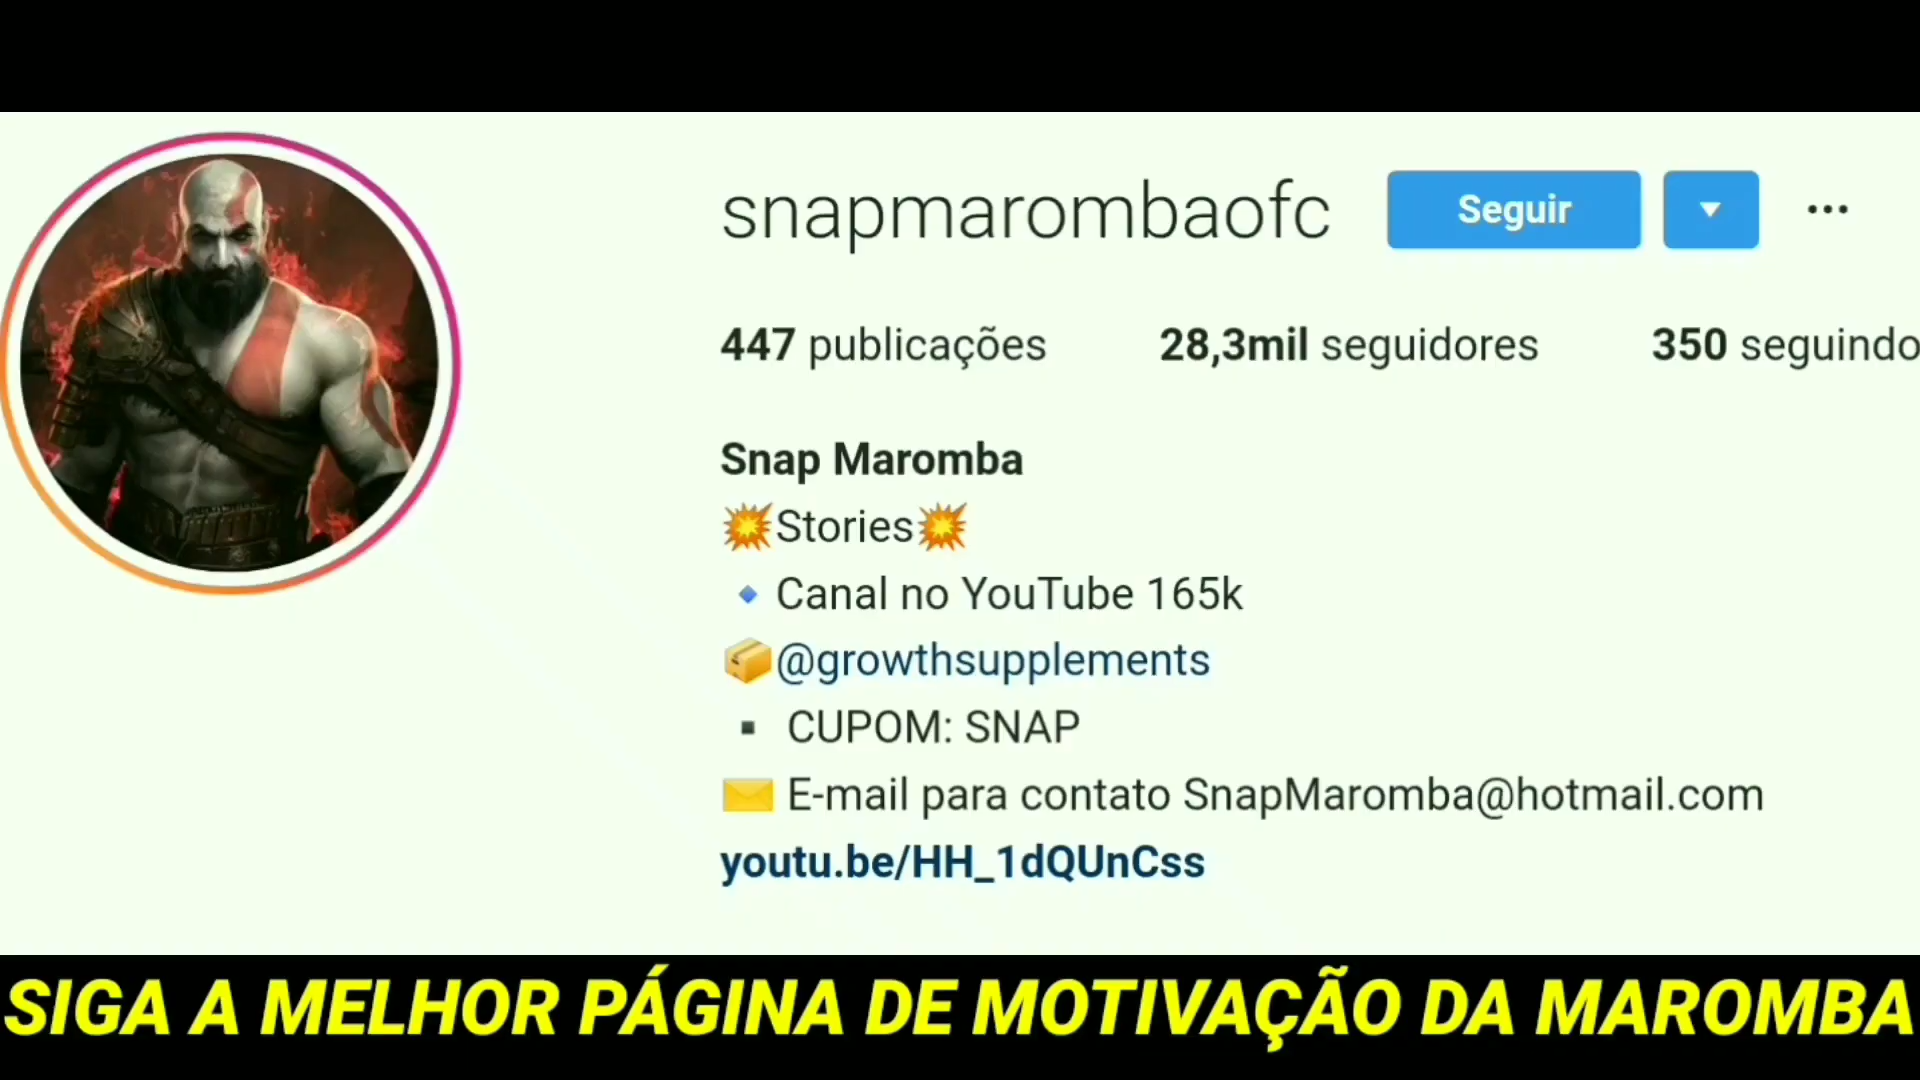 snapmarombaofc Seguir ▼ •••
447 publicações 28,3mil seguidores 350 seguindo
Snap Maromba
💥Stories💥
🔹 Canal no YouTube 165k
📦@growthsupplements
▪ CUPOM: SNAP
✉ E-mail para contato SnapMaromba@hotmail.com
youtu.be/HH_1dQUnCss
SIGA A MELHOR PÁGINA DE MOTIVAÇÃO DA MAROMBA